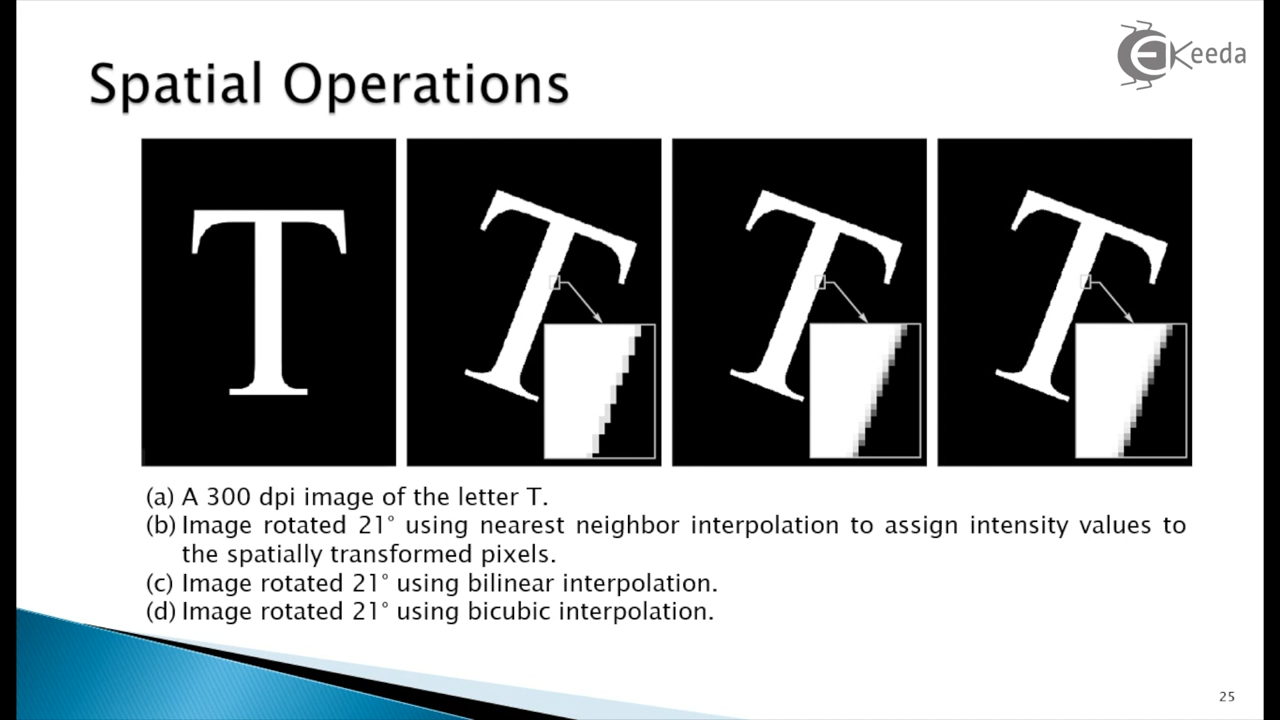 Keeda
Spatial Operations
T T T T
(a) A 300 dpi image of the letter T.
(b) Image rotated 21° using nearest neighbor interpolation to assign intensity values to
the spatially transformed pixels.
(c) Image rotated 21° using bilinear interpolation.
(d) Image rotated 21° using bicubic interpolation.
25